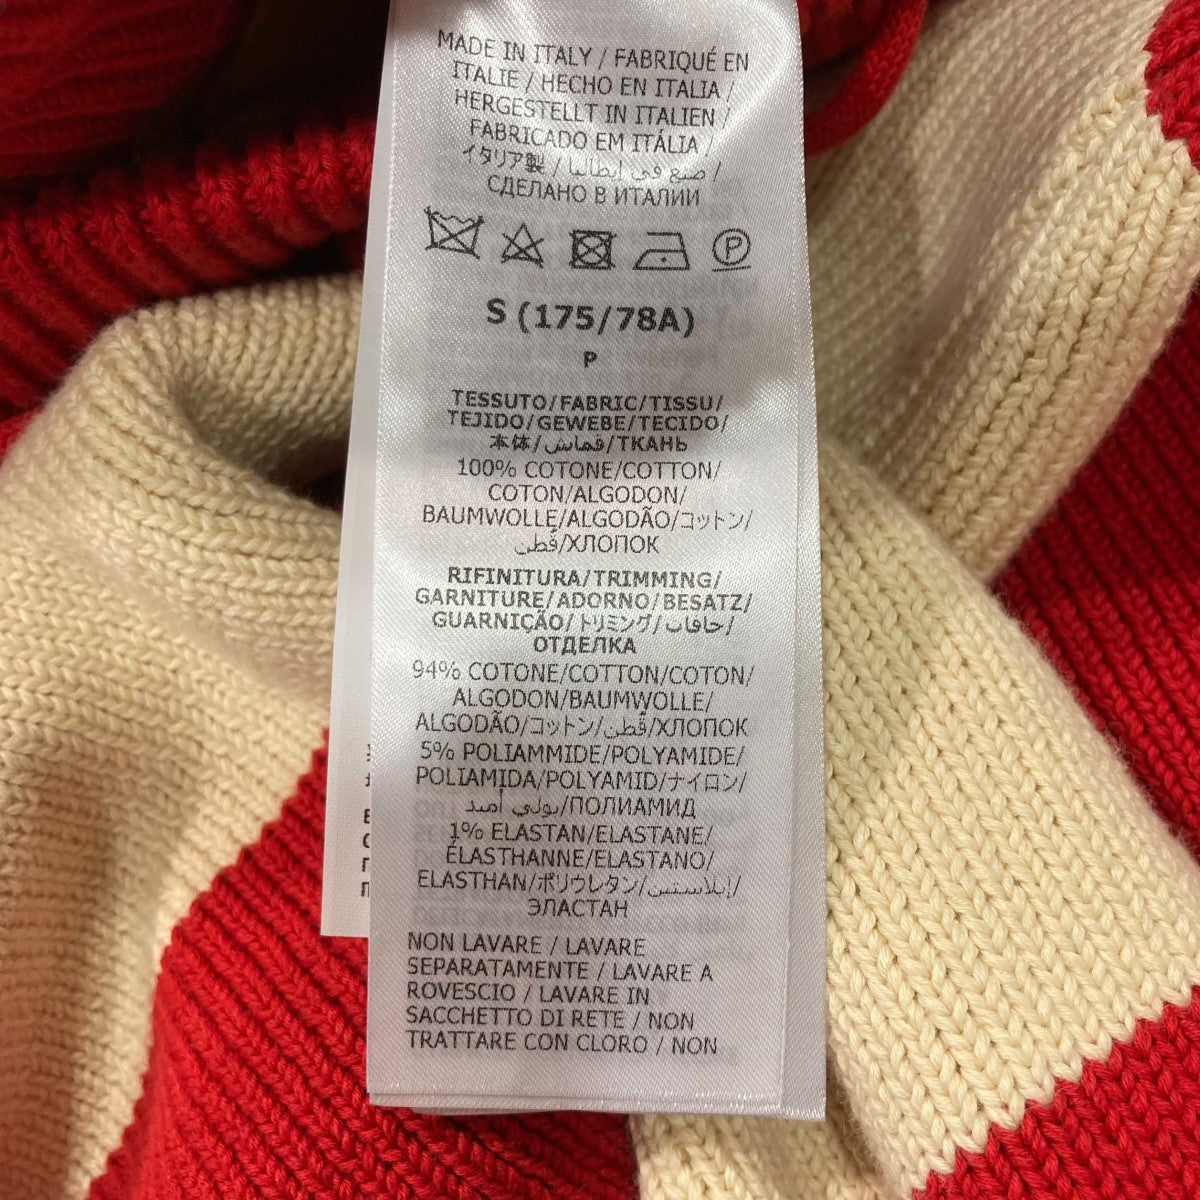 MADE IN ITALY / FABRIQUÉ EN
ITALIE / HECHO EN ITALIA /
HERGESTELLT IN ITALIEN /
FABRICADO EM ITÁLIA /
イタリア製 / صنع في ايطاليا /
СДЕЛАНО В ИТАЛИИ
P
S (175/78A)
P
TESSUTO/FABRIC/TISSU/
TEJIDO/GEWEBE/TECIDO/
本体/قماش/ТКАНЬ
100% COTONE/COTTON/
COTON/ALGODON/
BAUMWOLLE/ALGODÃO/コットン/
قطن/ХЛОПОК
RIFINITURA/TRIMMING/
GARNITURE/ADORNO/BESATZ/
GUARNIÇÃO/トリミング/حافات/
ОТДЕЛКА
94% COTONE/COTTON/COTON/
ALGODON/BAUMWOLLE/
ALGODÃO/コットン/قطن/ХЛОПОК
5% POLIAMMIDE/POLYAMIDE/
POLIAMIDA/POLYAMID/ナイロン/
بولي أميد/ПОЛИАМИД
1% ELASTAN/ELASTANE/
ÉLASTHANNE/ELASTANO/
ELASTHAN/ポリウレタン/إيلاستين/
ЭЛАСТАН
NON LAVARE / LAVARE
SEPARATAMENTE / LAVARE A
ROVESCIO / LAVARE IN
SACCHETTO DI RETE / NON
TRATTARE CON CLORO / NON